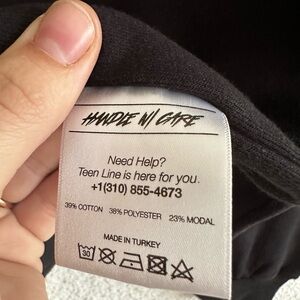 HANDLE W/ CARE
Need Help?
Teen Line is here for you.
+1(310) 855-4673
39% COTTON 38% POLYESTER 23% MODAL
MADE IN TURKEY
30